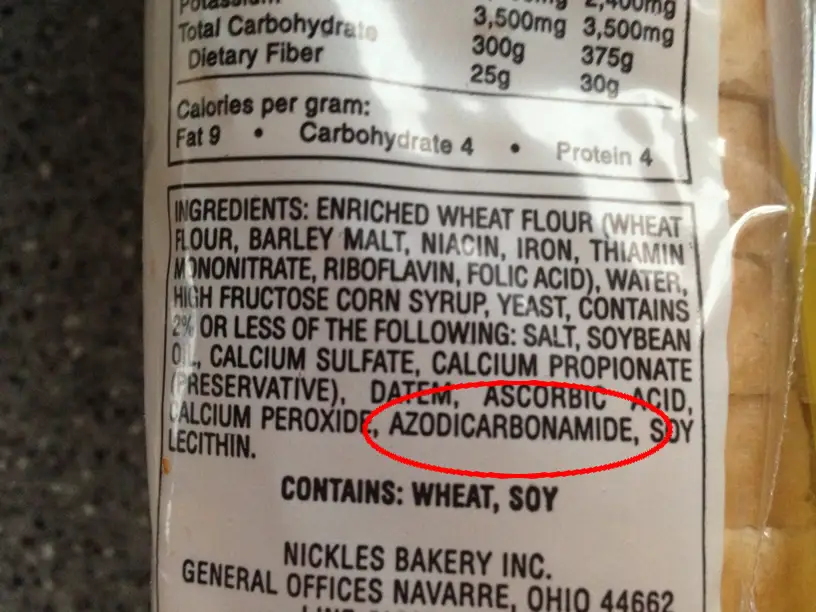 Potassium 3,500mg 3,500mg
Total Carbohydrate 300g 375g
Dietary Fiber 25g 30g
Calories per gram:
Fat 9 • Carbohydrate 4 • Protein 4
INGREDIENTS: ENRICHED WHEAT FLOUR (WHEAT
FLOUR, BARLEY MALT, NIACIN, IRON, THIAMIN
MONONITRATE, RIBOFLAVIN, FOLIC ACID), WATER,
HIGH FRUCTOSE CORN SYRUP, YEAST, CONTAINS
2% OR LESS OF THE FOLLOWING: SALT, SOYBEAN
OIL, CALCIUM SULFATE, CALCIUM PROPIONATE
(PRESERVATIVE), DATEM, ASCORBIC ACID,
CALCIUM PEROXIDE, AZODICARBONAMIDE, SOY
LECITHIN.
CONTAINS: WHEAT, SOY
NICKLES BAKERY INC.
GENERAL OFFICES NAVARRE, OHIO 44662